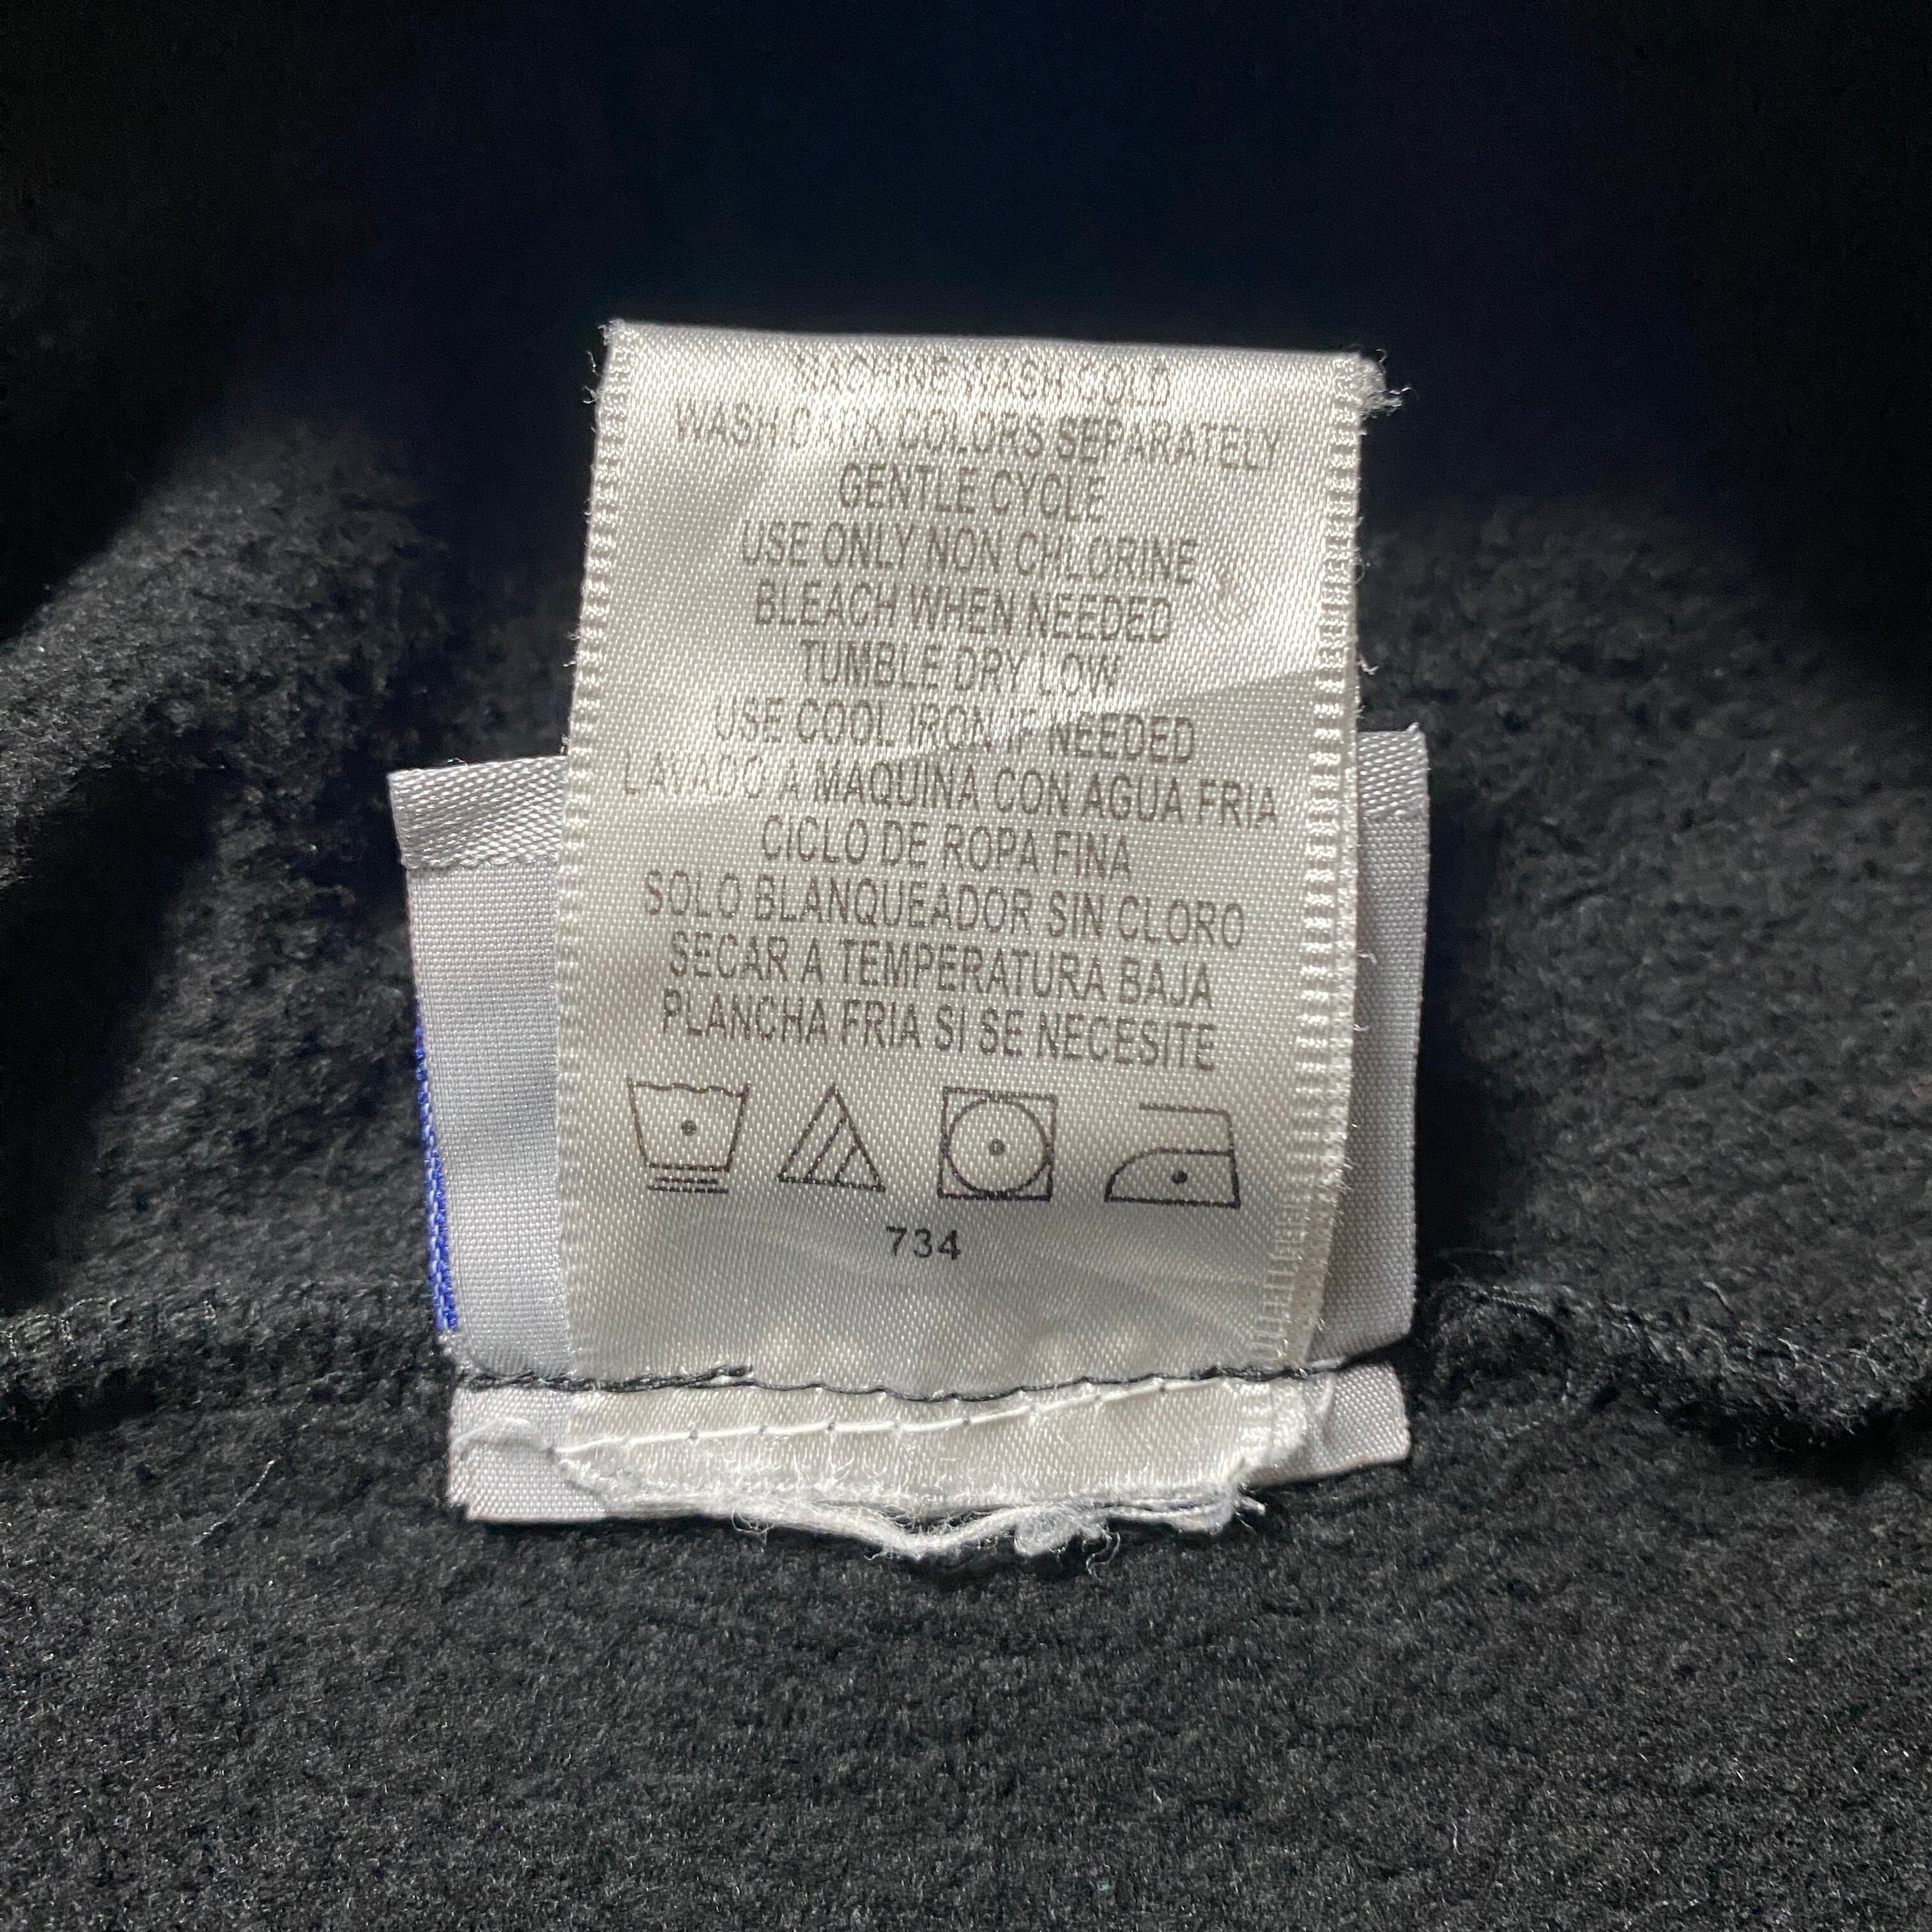 MACHINE WASH COLD
WASH DARK COLORS SEPARATELY
GENTLE CYCLE
USE ONLY NON CHLORINE
BLEACH WHEN NEEDED
TUMBLE DRY LOW
USE COOL IRON IF NEEDED
LAVADO A MAQUINA CON AGUA FRIA
CICLO DE ROPA FINA
SOLO BLANQUEADOR SIN CLORO
SECAR A TEMPERATURA BAJA
PLANCHA FRIA SI SE NECESITE
734